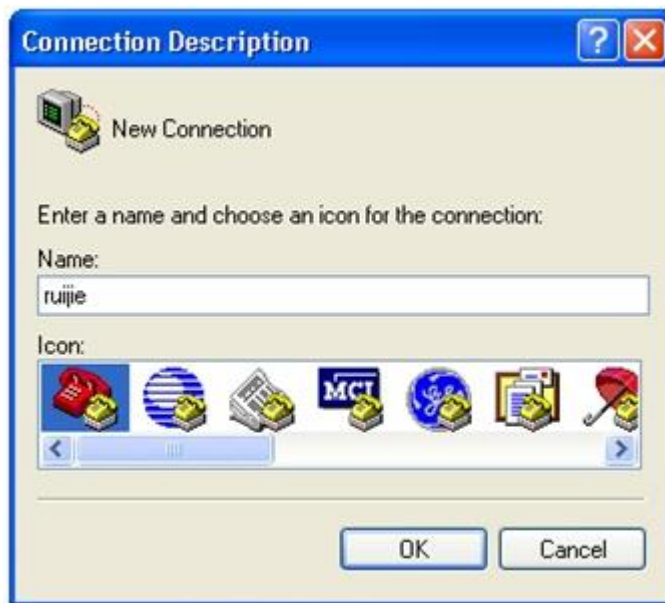 Connection Description
New Connection
Enter a name and choose an icon for the connection:
Name:
ruijie
Icon:
MCI
OK
Cancel